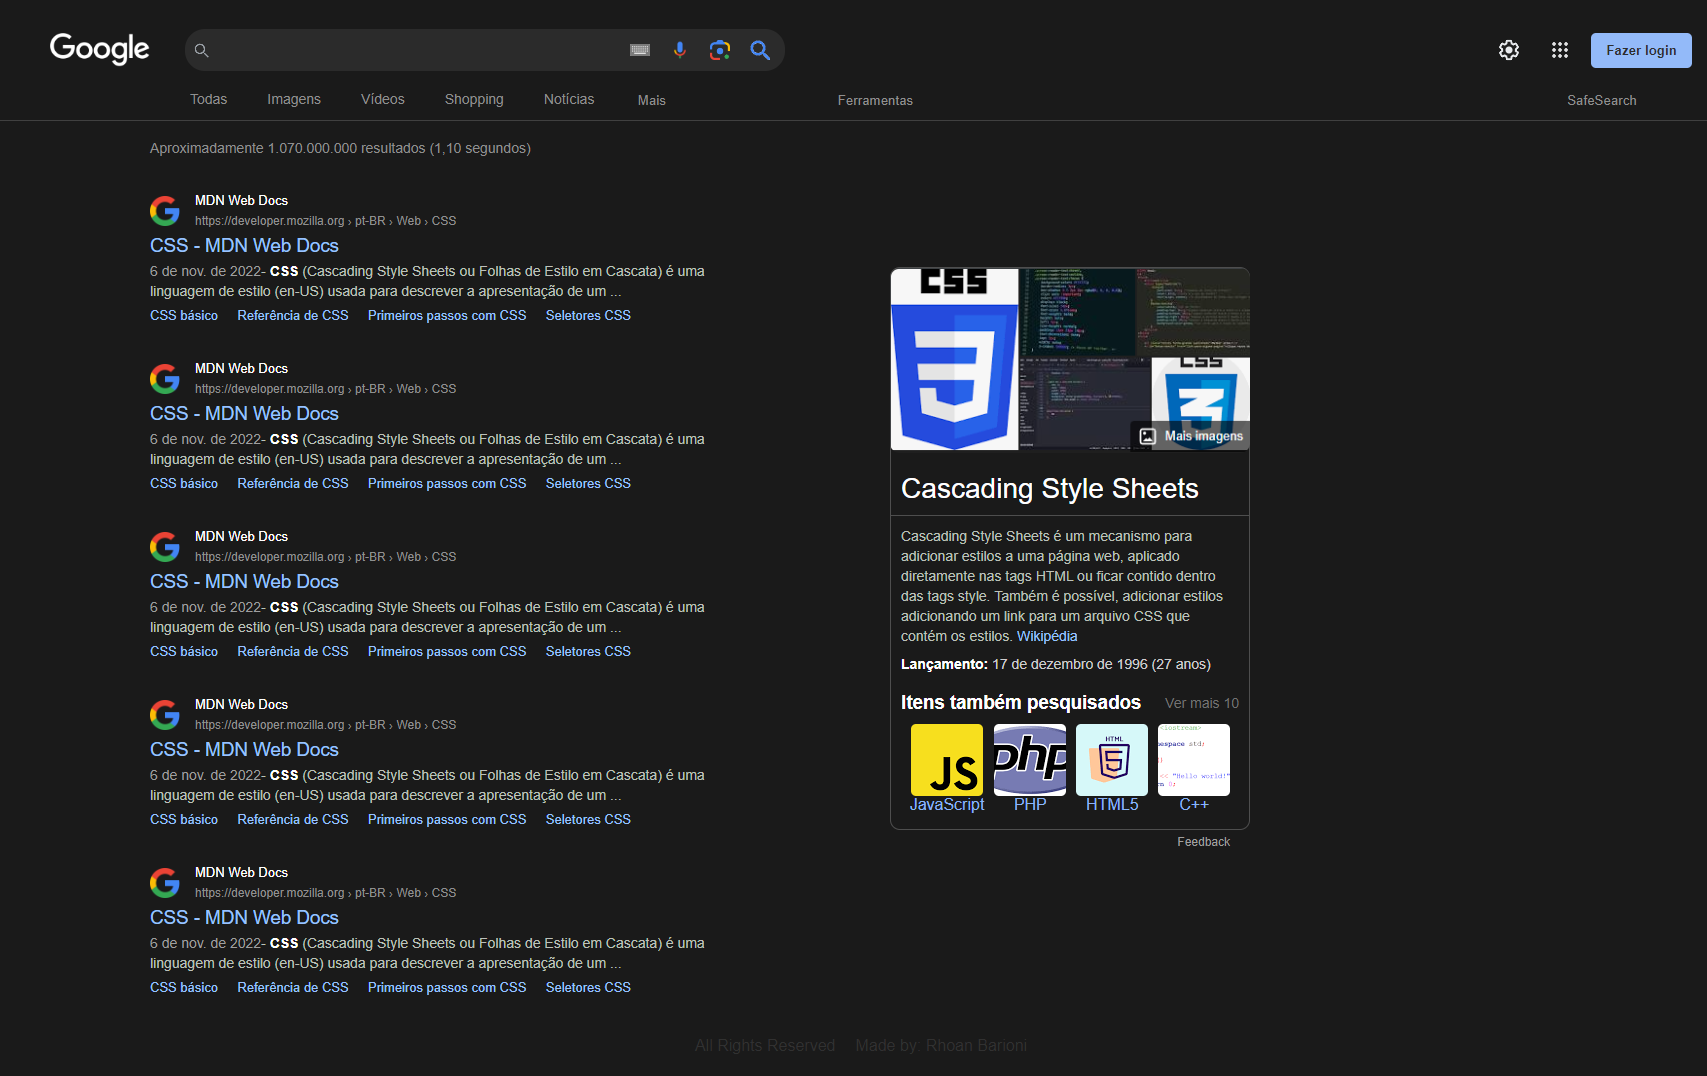 Google
Fazer login
Todas Imagens Vídeos Shopping Notícias Mais Ferramentas SafeSearch
Aproximadamente 1.070.000.000 resultados (1,10 segundos)
MDN Web Docs
https://developer.mozilla.org › pt-BR › Web › CSS
CSS - MDN Web Docs
6 de nov. de 2022- CSS (Cascading Style Sheets ou Folhas de Estilo em Cascata) é uma
linguagem de estilo (en-US) usada para descrever a apresentação de um ...
CSS básico Referência de CSS Primeiros passos com CSS Seletores CSS
MDN Web Docs
https://developer.mozilla.org › pt-BR › Web › CSS
CSS - MDN Web Docs
6 de nov. de 2022- CSS (Cascading Style Sheets ou Folhas de Estilo em Cascata) é uma
linguagem de estilo (en-US) usada para descrever a apresentação de um ...
CSS básico Referência de CSS Primeiros passos com CSS Seletores CSS
MDN Web Docs
https://developer.mozilla.org › pt-BR › Web › CSS
CSS - MDN Web Docs
6 de nov. de 2022- CSS (Cascading Style Sheets ou Folhas de Estilo em Cascata) é uma
linguagem de estilo (en-US) usada para descrever a apresentação de um ...
CSS básico Referência de CSS Primeiros passos com CSS Seletores CSS
MDN Web Docs
https://developer.mozilla.org › pt-BR › Web › CSS
CSS - MDN Web Docs
6 de nov. de 2022- CSS (Cascading Style Sheets ou Folhas de Estilo em Cascata) é uma
linguagem de estilo (en-US) usada para descrever a apresentação de um ...
CSS básico Referência de CSS Primeiros passos com CSS Seletores CSS
MDN Web Docs
https://developer.mozilla.org › pt-BR › Web › CSS
CSS - MDN Web Docs
6 de nov. de 2022- CSS (Cascading Style Sheets ou Folhas de Estilo em Cascata) é uma
linguagem de estilo (en-US) usada para descrever a apresentação de um ...
CSS básico Referência de CSS Primeiros passos com CSS Seletores CSS
CSS
CSS
Mais imagens
Cascading Style Sheets
Cascading Style Sheets é um mecanismo para
adicionar estilos a uma página web, aplicado
diretamente nas tags HTML ou ficar contido dentro
das tags style. Também é possível, adicionar estilos
adicionando um link para um arquivo CSS que
contém os estilos. Wikipédia
Lançamento: 17 de dezembro de 1996 (27 anos)
Itens também pesquisados Ver mais 10
JS
php
HTML
5
<iostream>
espace std;
<< "Hello world!"
0;
JavaScript PHP HTML5 C++
Feedback
All Rights Reserved Made by: Rhoan Barioni